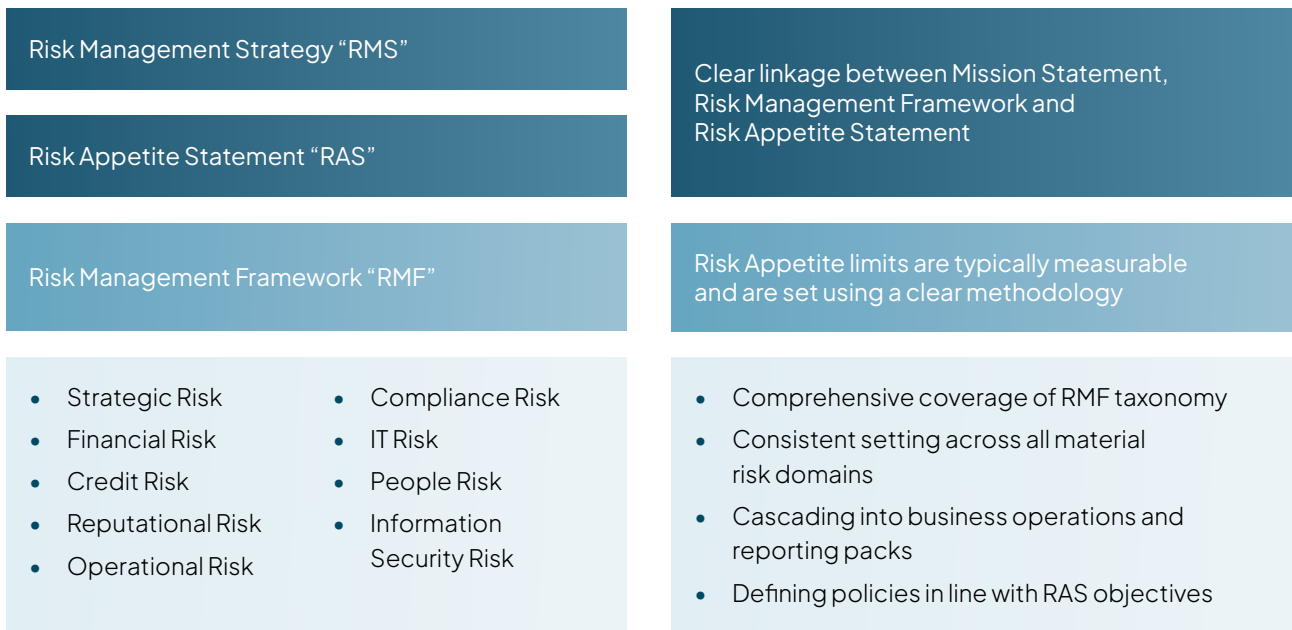 Risk Management Strategy “RMS”
Risk Appetite Statement “RAS”
Risk Management Framework “RMF”
• Strategic Risk
• Financial Risk
• Credit Risk
• Reputational Risk
• Operational Risk
• Compliance Risk
• IT Risk
• People Risk
• Information
Security Risk
Clear linkage between Mission Statement,
Risk Management Framework and
Risk Appetite Statement
Risk Appetite limits are typically measurable
and are set using a clear methodology
• Comprehensive coverage of RMF taxonomy
• Consistent setting across all material
risk domains
• Cascading into business operations and
reporting packs
• Defining policies in line with RAS objectives